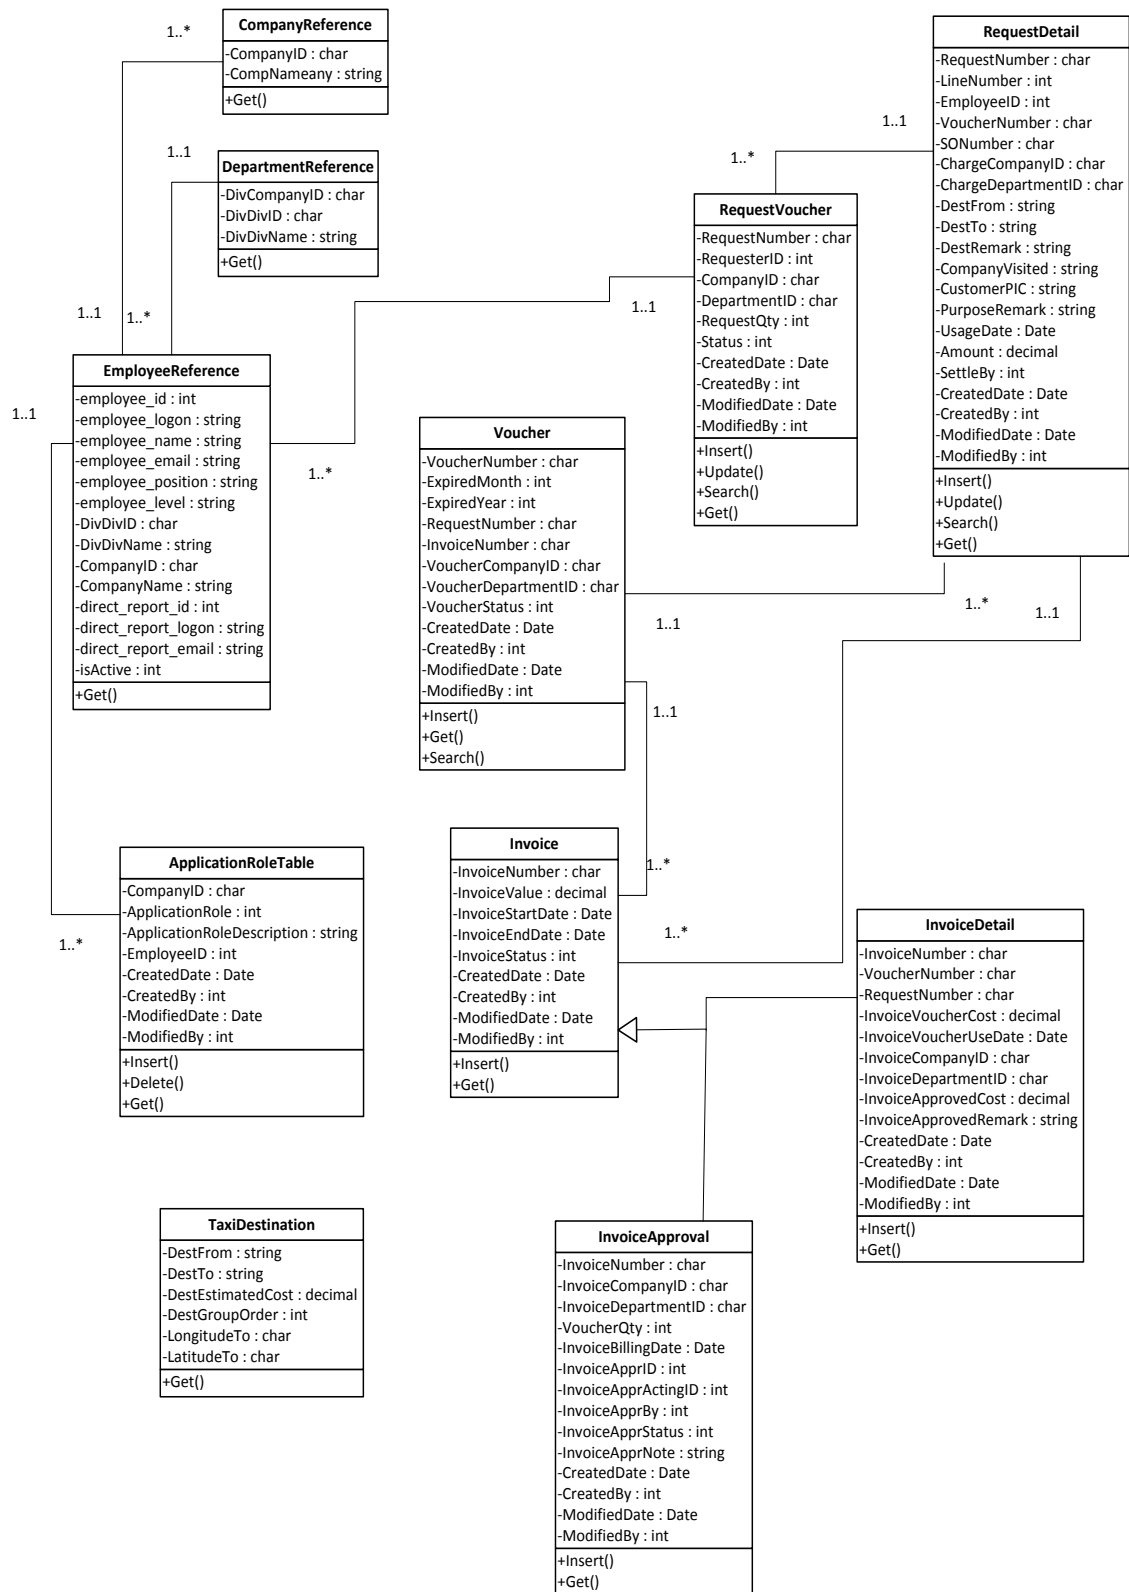 CompanyReference
-CompanyID : char
-CompNameany : string
+Get()
1..*
1..1
DepartmentReference
-DivCompanyID : char
-DivDivID : char
-DivDivName : string
+Get()
1..1
1..*
EmployeeReference
-employee_id : int
-employee_logon : string
-employee_name : string
-employee_email : string
-employee_position : string
-employee_level : string
-DivDivID : char
-DivDivName : string
-CompanyID : char
-CompanyName : string
-direct_report_id : int
-direct_report_logon : string
-direct_report_email : string
-isActive : int
+Get()
1..1
1..*
1..1
RequestVoucher
-RequestNumber : char
-RequesterID : int
-CompanyID : char
-DepartmentID : char
-RequestQty : int
-Status : int
-CreatedDate : Date
-CreatedBy : int
-ModifiedDate : Date
-ModifiedBy : int
+Insert()
+Update()
+Search()
+Get()
1..*
1..1
RequestDetail
-RequestNumber : char
-LineNumber : int
-EmployeeID : int
-VoucherNumber : char
-SONumber : char
-ChargeCompanyID : char
-ChargeDepartmentID : char
-DestFrom : string
-DestTo : string
-DestRemark : string
-CompanyVisited : string
-CustomerPIC : string
-PurposeRemark : string
-UsageDate : Date
-Amount : decimal
-SettleBy : int
-CreatedDate : Date
-CreatedBy : int
-ModifiedDate : Date
-ModifiedBy : int
+Insert()
+Update()
+Search()
+Get()
1..*
1..1
Voucher
-VoucherNumber : char
-ExpiredMonth : int
-ExpiredYear : int
-RequestNumber : char
-InvoiceNumber : char
-VoucherCompanyID : char
-VoucherDepartmentID : char
-VoucherStatus : int
-CreatedDate : Date
-CreatedBy : int
-ModifiedDate : Date
-ModifiedBy : int
+Insert()
+Get()
+Search()
1..1
1..1
Invoice
-InvoiceNumber : char
-InvoiceValue : decimal
-InvoiceStartDate : Date
-InvoiceEndDate : Date
-InvoiceStatus : int
-CreatedDate : Date
-CreatedBy : int
-ModifiedDate : Date
-ModifiedBy : int
+Insert()
+Get()
1..*
1..*
ApplicationRoleTable
-CompanyID : char
-ApplicationRole : int
-ApplicationRoleDescription : string
-EmployeeID : int
-CreatedDate : Date
-CreatedBy : int
-ModifiedDate : Date
-ModifiedBy : int
+Insert()
+Delete()
+Get()
1..*
InvoiceDetail
-InvoiceNumber : char
-VoucherNumber : char
-RequestNumber : char
-InvoiceVoucherCost : decimal
-InvoiceVoucherUseDate : Date
-InvoiceCompanyID : char
-InvoiceDepartmentID : char
-InvoiceApprovedCost : decimal
-InvoiceApprovedRemark : string
-CreatedDate : Date
-CreatedBy : int
-ModifiedDate : Date
-ModifiedBy : int
+Insert()
+Get()
TaxiDestination
-DestFrom : string
-DestTo : string
-DestEstimatedCost : decimal
-DestGroupOrder : int
-LongitudeTo : char
-LatitudeTo : char
+Get()
InvoiceApproval
-InvoiceNumber : char
-InvoiceCompanyID : char
-InvoiceDepartmentID : char
-VoucherQty : int
-InvoiceBillingDate : Date
-InvoiceApprID : int
-InvoiceApprActingID : int
-InvoiceApprBy : int
-InvoiceApprStatus : int
-InvoiceApprNote : string
-CreatedDate : Date
-CreatedBy : int
-ModifiedDate : Date
-ModifiedBy : int
+Insert()
+Get()